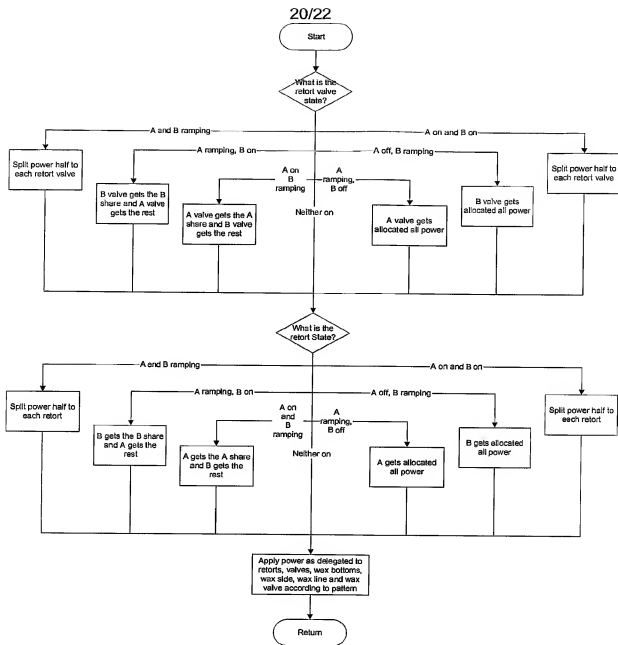 20/22
Start
What is the
retort valve
state?
A and B ramping
A on and B on
Split power half to
each retort valve
A ramping, B on
A off, B ramping
Split power half to
each retort valve
B valve gets the B
share and A valve
gets the rest
A on
B
ramping
A
ramping,
B off
B valve gets
allocated all power
A valve gets the A
share and B valve
gets the rest
Neither on
A valve gets
allocated all power
What is the
retort State?
A and B ramping
A on and B on
Split power half to
each retort
A ramping, B on
A off, B ramping
Split power half to
each retort
B gets the B share
and A gets the
rest
A on
and
B
ramping
A
ramping,
B off
B gets allocated
all power
A gets the A share
and B gets the
rest
Neither on
A gets allocated
all power
Apply power as delegated to
retorts, valves, wax bottoms,
wax side, wax line and wax
valve according to pattern
Return